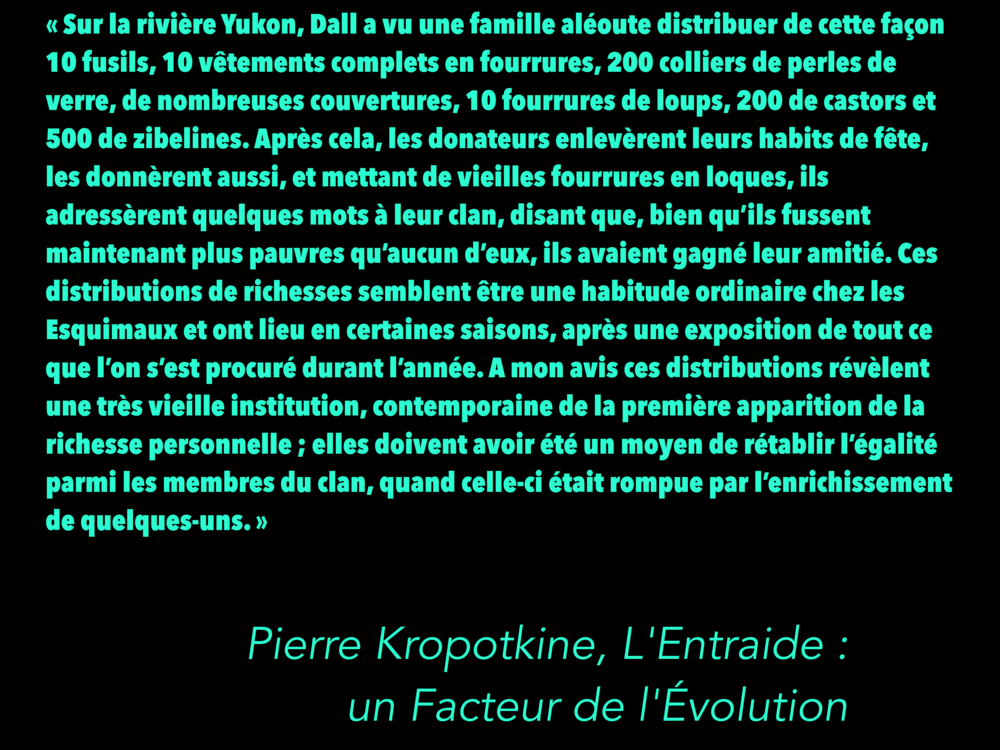 « Sur la rivière Yukon, Dall a vu une famille aléoute distribuer de cette façon
10 fusils, 10 vêtements complets en fourrures, 200 colliers de perles de
verre, de nombreuses couvertures, 10 fourrures de loups, 200 de castors et
500 de zibelines. Après cela, les donateurs enlevèrent leurs habits de fête,
les donnèrent aussi, et mettant de vieilles fourrures en loques, ils
adressèrent quelques mots à leur clan, disant que, bien qu’ils fussent
maintenant plus pauvres qu’aucun d’eux, ils avaient gagné leur amitié. Ces
distributions de richesses semblent être une habitude ordinaire chez les
Esquimaux et ont lieu en certaines saisons, après une exposition de tout ce
que l’on s’est procuré durant l’année. A mon avis ces distributions révèlent
une très vieille institution, contemporaine de la première apparition de la
richesse personnelle ; elles doivent avoir été un moyen de rétablir l’égalité
parmi les membres du clan, quand celle-ci était rompue par l’enrichissement
de quelques-uns. »
Pierre Kropotkine, L'Entraide :
un Facteur de l'Évolution